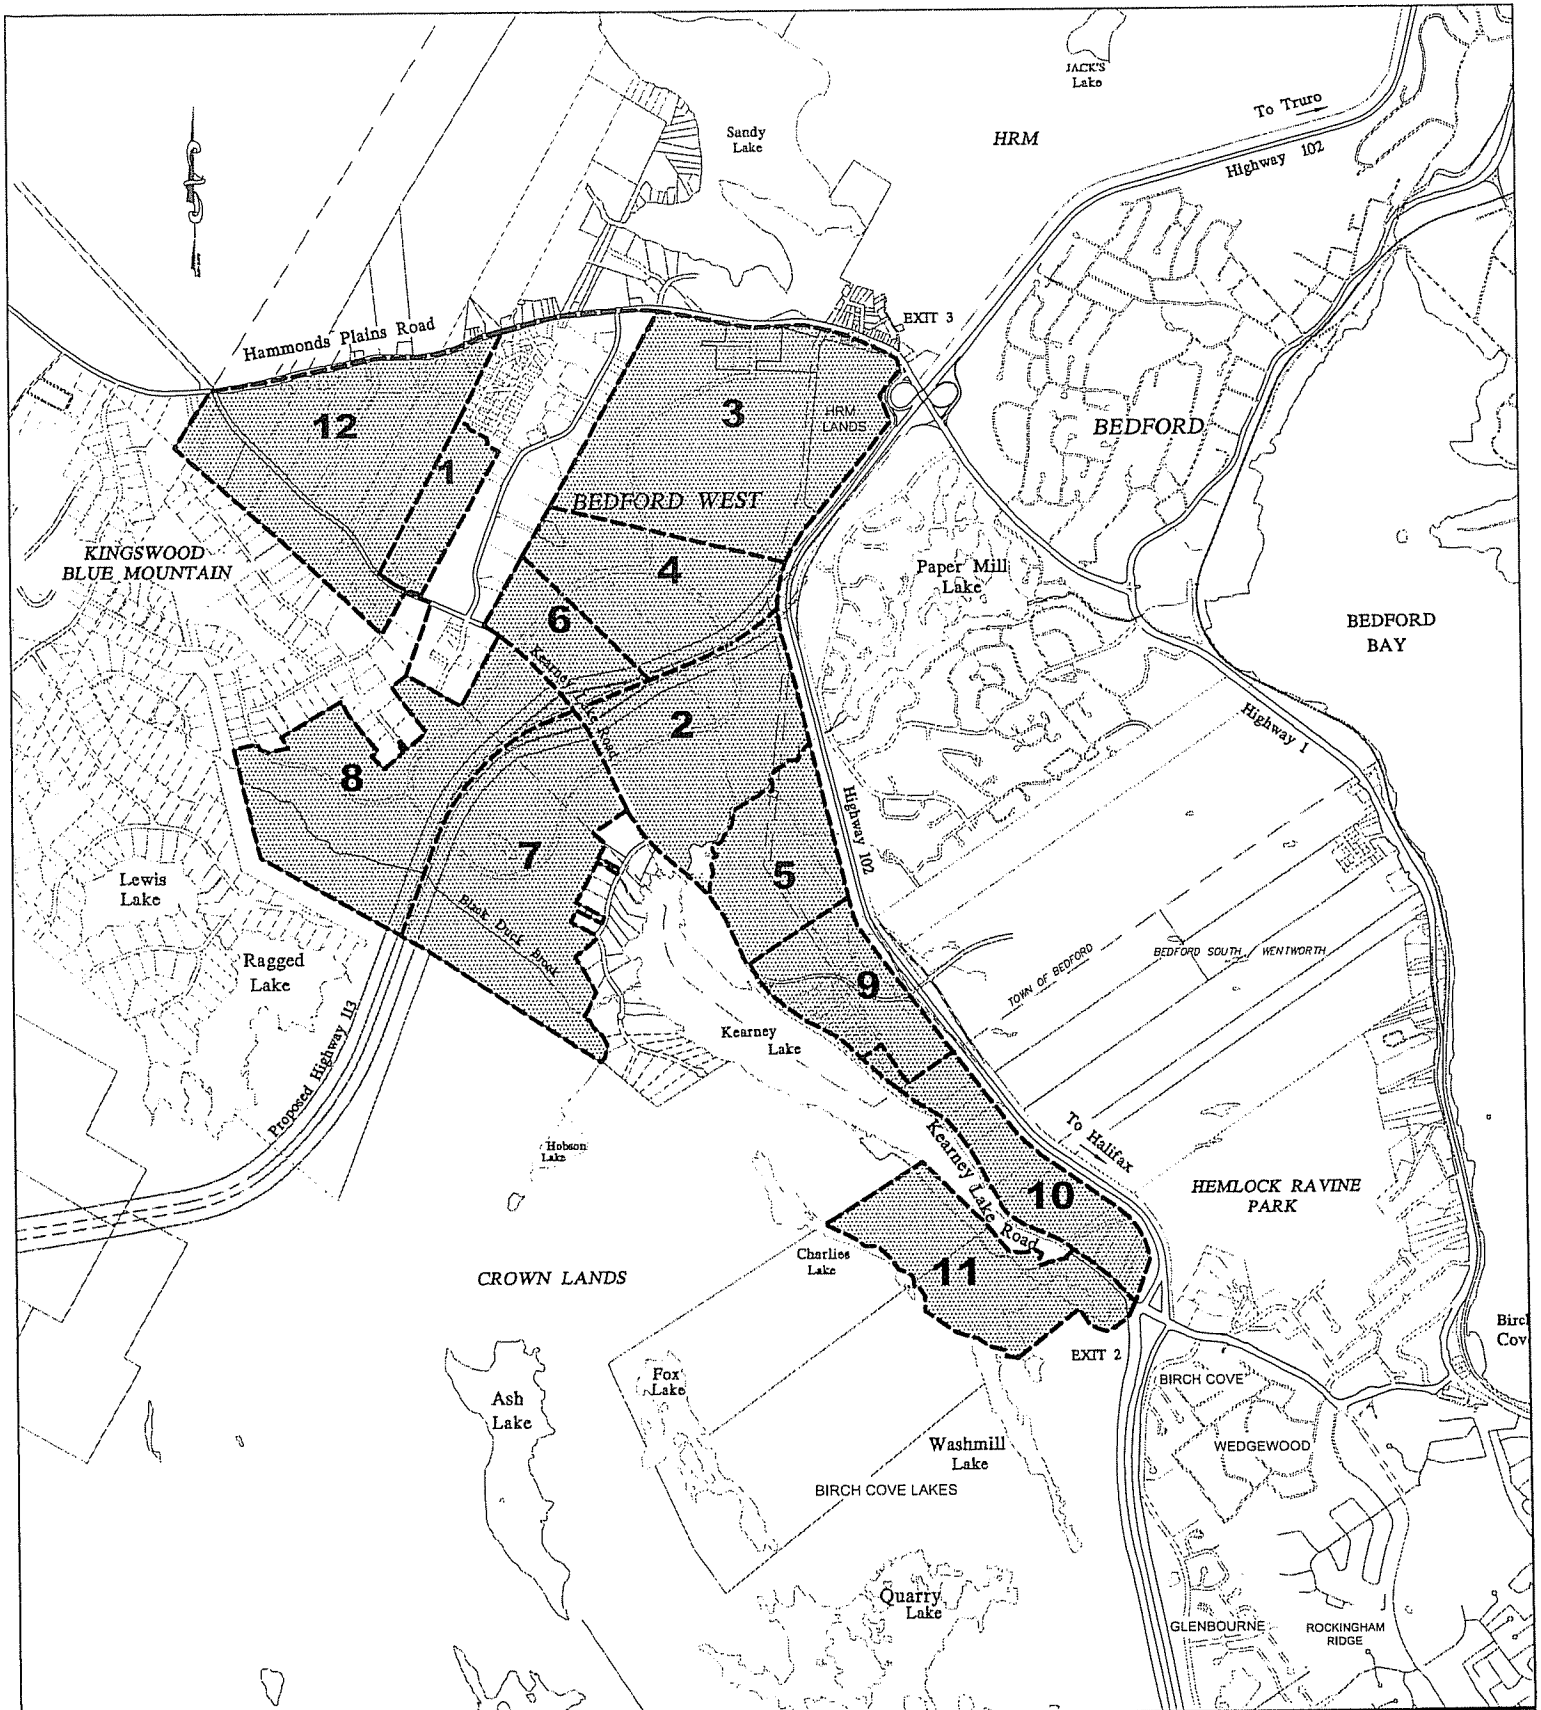 JACK'S
Lake
To Truro
Sandy
Lake
HRM
Highway 102
EXIT 3
Hammonds Plains Road
12
3
HRM
LANDS
BEDFORD
1
BEDFORD WEST
KINGSWOOD
BLUE MOUNTAIN
4
Paper Mill
Lake
6
BEDFORD
BAY
Kearney
Lake
Road
2
Highway 1
8
Highway 102
7
5
Lewis
Lake
Black Duck Brook
Ragged
Lake
TOWN OF BEDFORD
BEDFORD SOUTH / WENTWORTH
9
Kearney
Lake
Proposed Highway 113
Hobson
Lake
To Halifax
Kearney Lake Road
10
HEMLOCK RAVINE
PARK
Charlies
Lake
11
CROWN LANDS
Birch
Cov
EXIT 2
Fox
Lake
BIRCH COVE
Ash
Lake
WEDGEWOOD
Washmill
Lake
BIRCH COVE LAKES
Quarry
Lake
GLENBOURNE
ROCKINGHAM
RIDGE